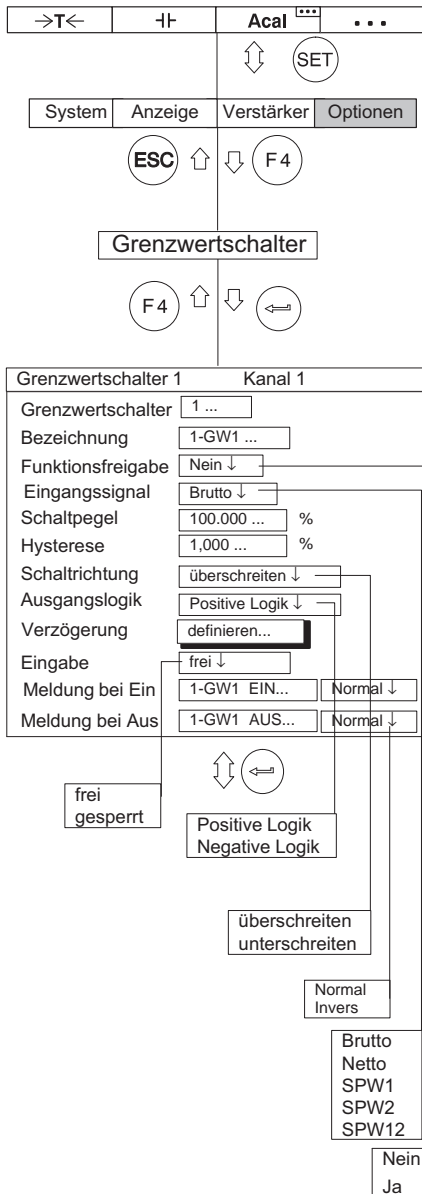 →T← ⊣⊢ Acal ...
SET
System Anzeige Verstärker Optionen
ESC F4
Grenzwertschalter
F4
Grenzwertschalter 1 Kanal 1
Grenzwertschalter 1 ...
Bezeichnung 1-GW1 ...
Funktionsfreigabe Nein ↓
Eingangssignal Brutto ↓
Schaltpegel 100.000 ... %
Hysterese 1,000 ... %
Schaltrichtung überschreiten ↓
Ausgangslogik Positive Logik ↓
Verzögerung definieren...
Eingabe frei ↓
Meldung bei Ein 1-GW1 EIN... Normal ↓
Meldung bei Aus 1-GW1 AUS... Normal ↓
frei
gesperrt
Positive Logik
Negative Logik
überschreiten
unterschreiten
Normal
Invers
Brutto
Netto
SPW1
SPW2
SPW12
Nein
Ja